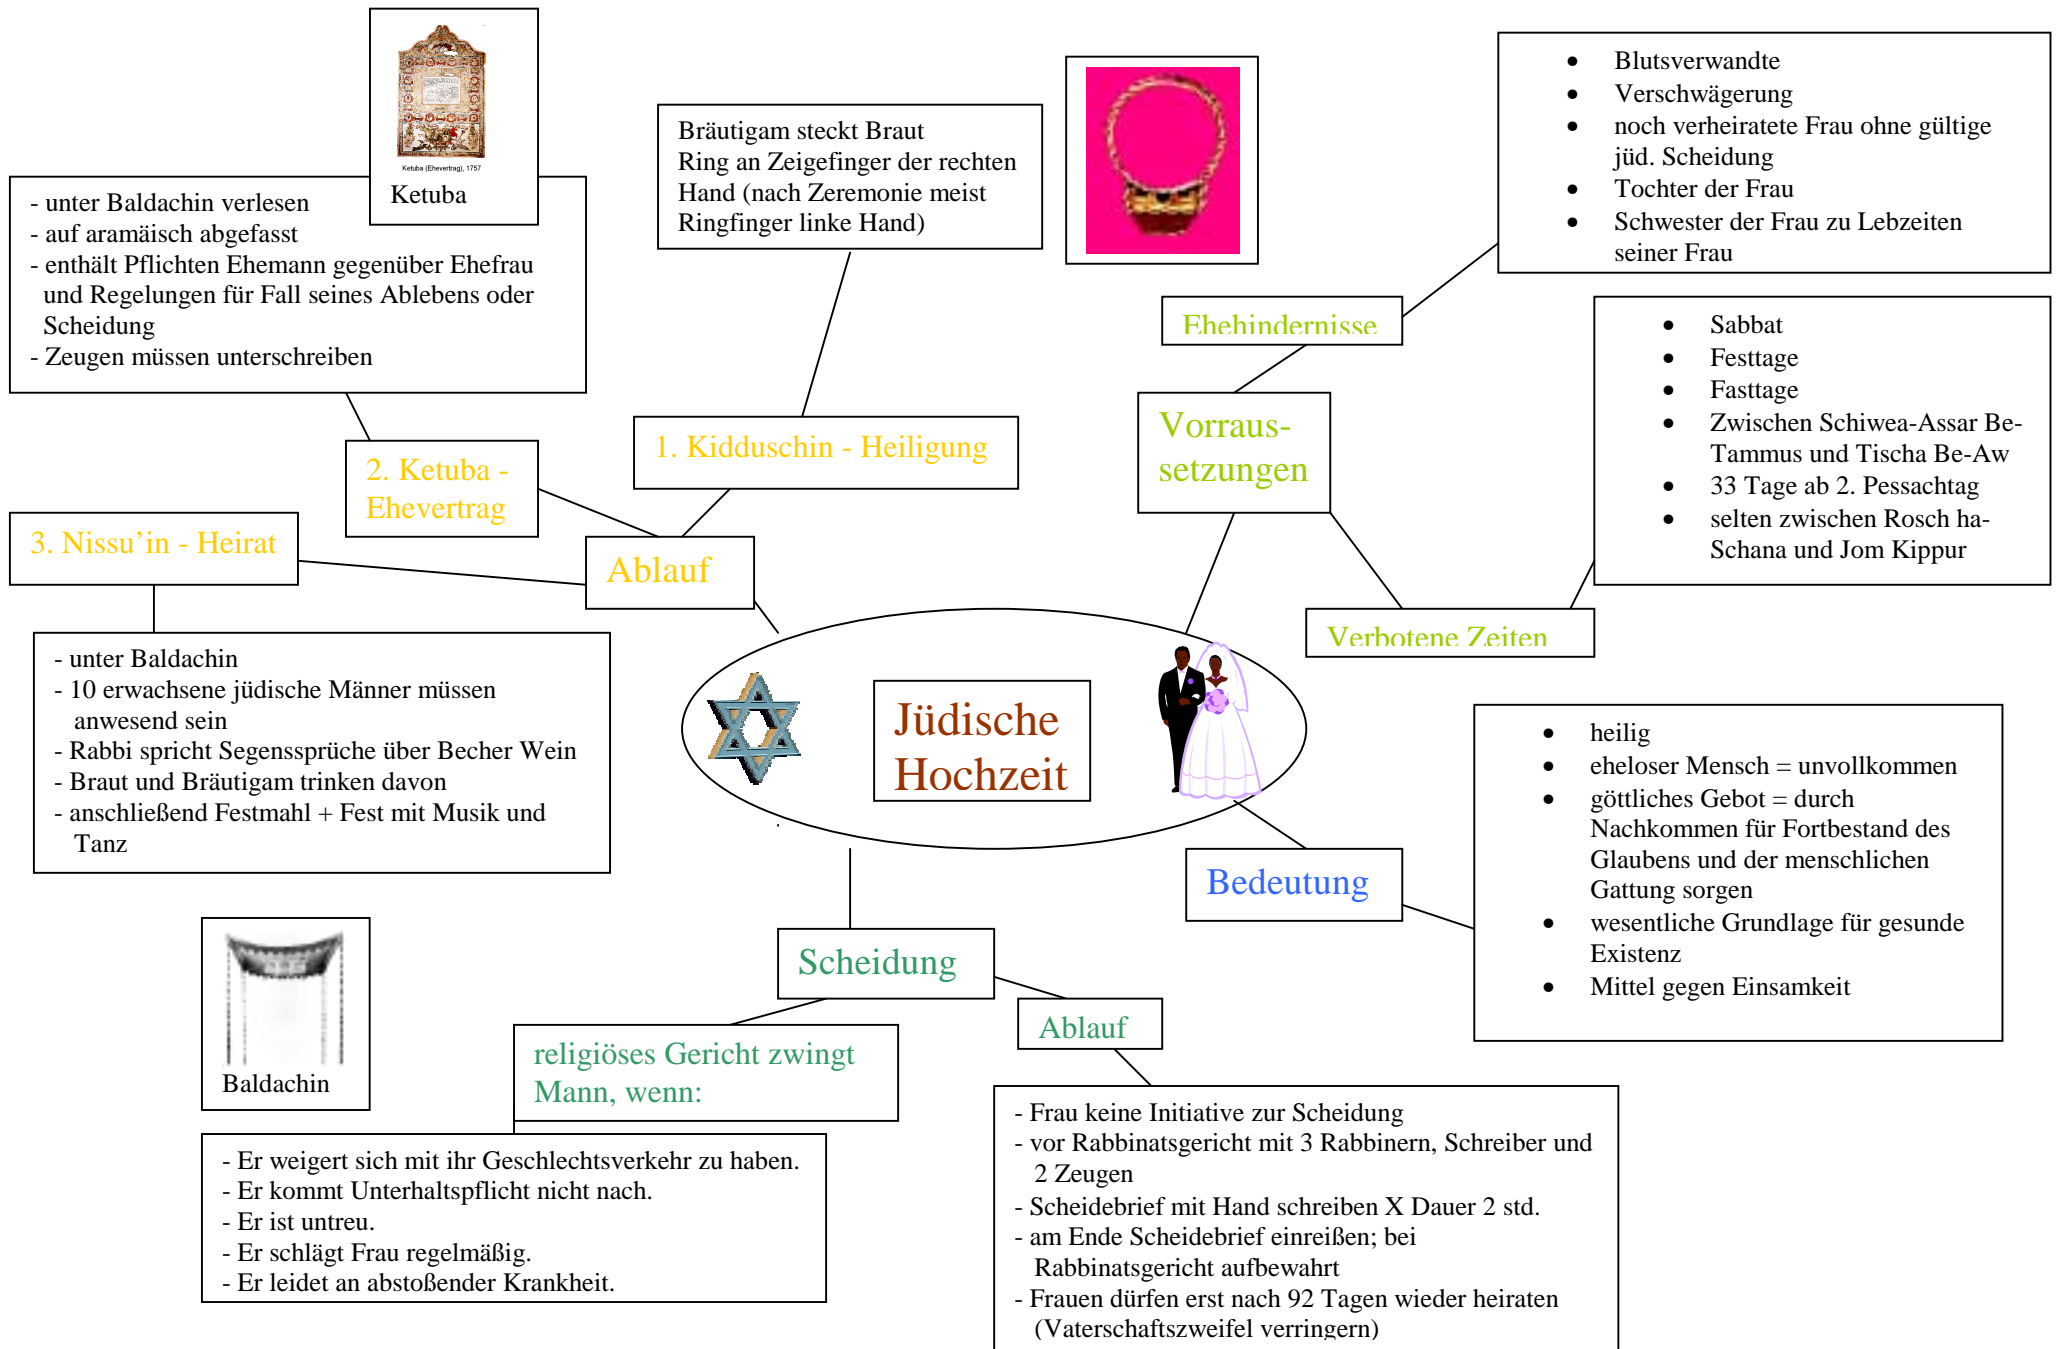 Ketuba (Ehevertrag), 1757
Ketuba
- unter Baldachin verlesen
- auf aramäisch abgefasst
- enthält Pflichten Ehemann gegenüber Ehefrau
und Regelungen für Fall seines Ablebens oder
Scheidung
- Zeugen müssen unterschreiben
Bräutigam steckt Braut
Ring an Zeigefinger der rechten
Hand (nach Zeremonie meist
Ringfinger linke Hand)
• Blutsverwandte
• Verschwägerung
• noch verheiratete Frau ohne gültige
jüd. Scheidung
• Tochter der Frau
• Schwester der Frau zu Lebzeiten
seiner Frau
Ehehindernisse
• Sabbat
• Festtage
• Fasttage
• Zwischen Schiwea-Assar Be-
Tammus und Tischa Be-Aw
• 33 Tage ab 2. Pessachtag
• selten zwischen Rosch ha-
Schana und Jom Kippur
Vorraus-
setzungen
1. Kidduschin - Heiligung
2. Ketuba -
Ehevertrag
3. Nissu'in - Heirat
Ablauf
Verbotene Zeiten
- unter Baldachin
- 10 erwachsene jüdische Männer müssen
anwesend sein
- Rabbi spricht Segenssprüche über Becher Wein
- Braut und Bräutigam trinken davon
- anschließend Festmahl + Fest mit Musik und
Tanz
Jüdische
Hochzeit
• heilig
• eheloser Mensch = unvollkommen
• göttliches Gebot = durch
Nachkommen für Fortbestand des
Glaubens und der menschlichen
Gattung sorgen
• wesentliche Grundlage für gesunde
Existenz
• Mittel gegen Einsamkeit
Bedeutung
Scheidung
Baldachin
religiöses Gericht zwingt
Mann, wenn:
Ablauf
- Er weigert sich mit ihr Geschlechtsverkehr zu haben.
- Er kommt Unterhaltspflicht nicht nach.
- Er ist untreu.
- Er schlägt Frau regelmäßig.
- Er leidet an abstoßender Krankheit.
- Frau keine Initiative zur Scheidung
- vor Rabbinatsgericht mit 3 Rabbinern, Schreiber und
2 Zeugen
- Scheidebrief mit Hand schreiben X Dauer 2 std.
- am Ende Scheidebrief einreißen; bei
Rabbinatsgericht aufbewahrt
- Frauen dürfen erst nach 92 Tagen wieder heiraten
(Vaterschaftszweifel verringern)